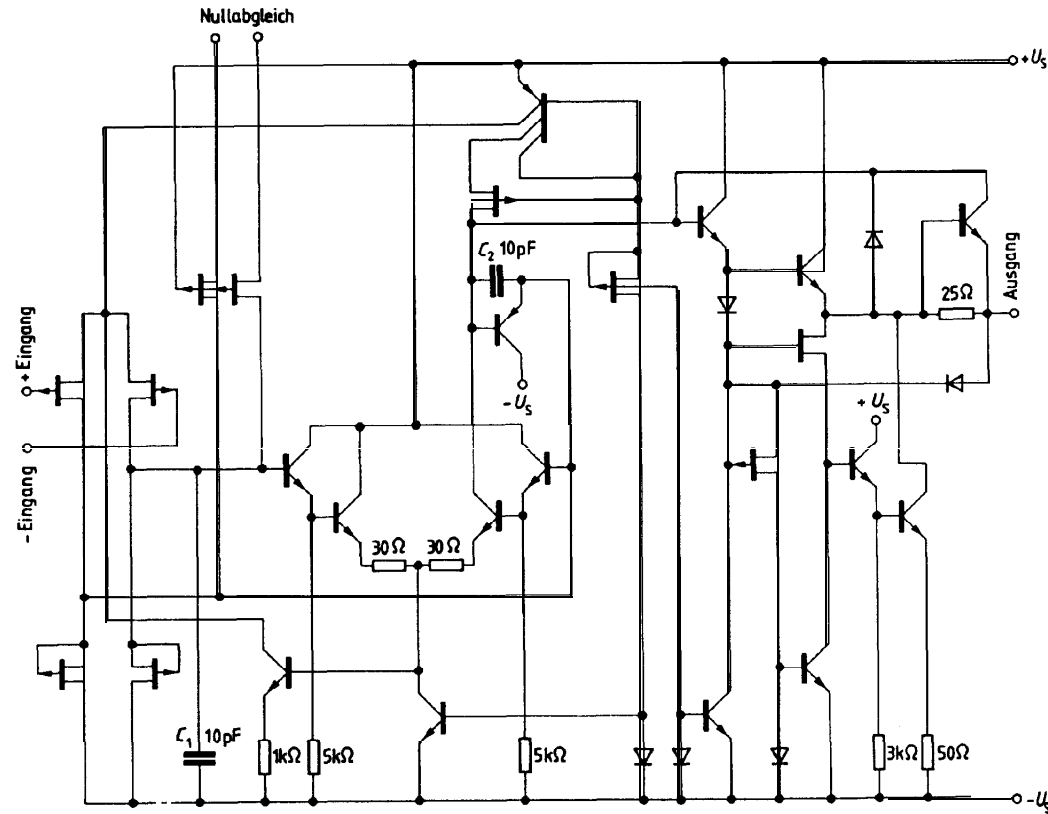 Nullabgleich
+U_S
C_2 10pF
25Ω
Ausgang
+ Eingang
- U_S
+ U_S
- Eingang
30Ω 30Ω
C_1 10pF
1kΩ 5kΩ
5kΩ
3kΩ 50Ω
-U_S